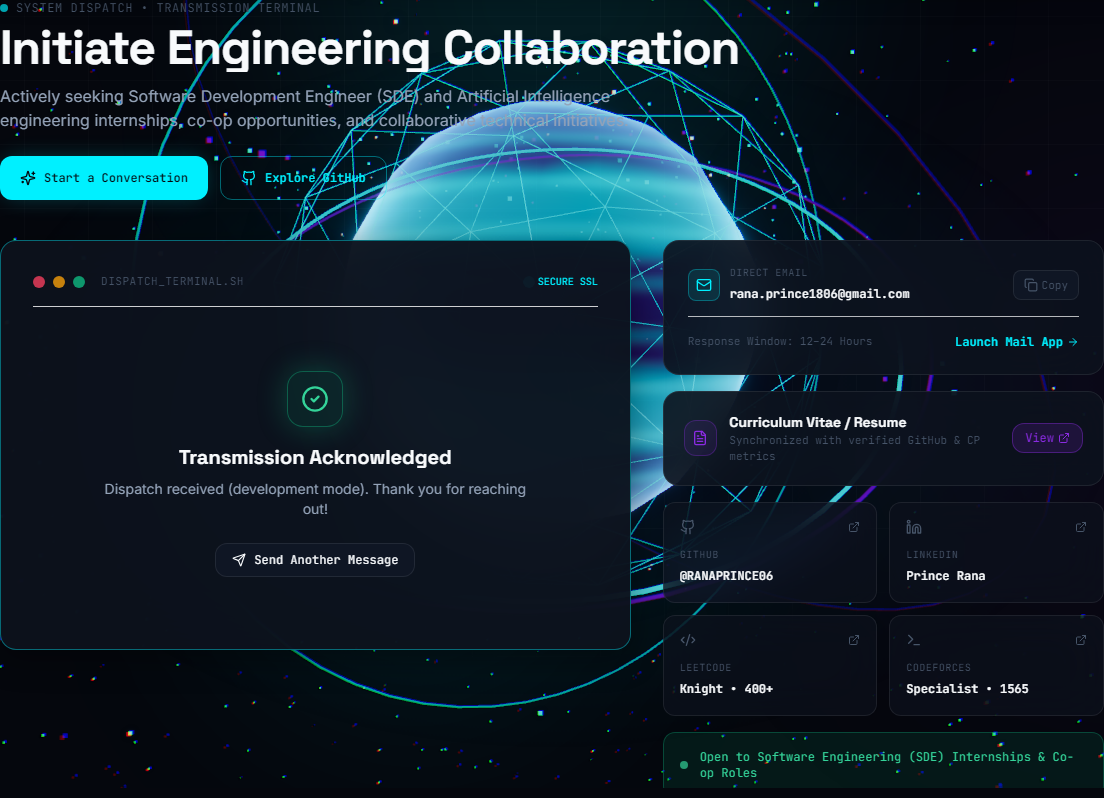 SYSTEM DISPATCH • TRANSMISSION TERMINAL
Initiate Engineering Collaboration
Actively seeking Software Development Engineer (SDE) and Artificial Intelligence
engineering internships, co-op opportunities, and collaborative technical initiatives.
Start a Conversation
Explore GitHub
DISPATCH_TERMINAL.SH
SECURE SSL
Transmission Acknowledged
Dispatch received (development mode). Thank you for reaching
out!
Send Another Message
DIRECT EMAIL
rana.prince1806@gmail.com
Copy
Response Window: 12–24 Hours
Launch Mail App →
Curriculum Vitae / Resume
Synchronized with verified GitHub & CP
metrics
View
GITHUB
@RANAPRINCE06
LINKEDIN
Prince Rana
LEETCODE
Knight • 400+
CODEFORCES
Specialist • 1565
Open to Software Engineering (SDE) Internships & Co-
op Roles